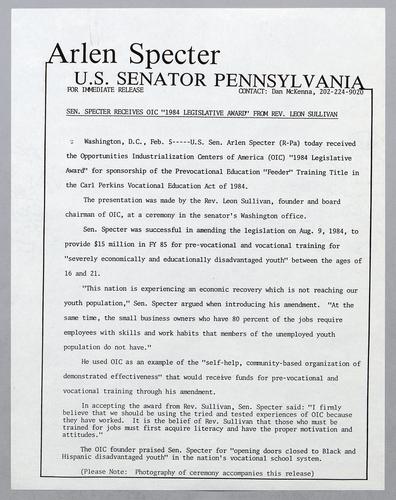 Arlen Specter
U.S. SENATOR PENNSYLVANIA
FOR IMMEDIATE RELEASE CONTACT: Dan McKenna, 202-224-9020
SEN. SPECTER RECEIVES OIC "1984 LEGISLATIVE AWARD" FROM REV. LEON SULLIVAN
Washington, D.C., Feb. 5-----U.S. Sen. Arlen Specter (R-Pa) today received
the Opportunities Industrialization Centers of America (OIC) "1984 Legislative
Award" for sponsorship of the Prevocational Education "Feeder" Training Title in
the Carl Perkins Vocational Education Act of 1984.
The presentation was made by the Rev. Leon Sullivan, founder and board
chairman of OIC, at a ceremony in the senator's Washington office.
Sen. Specter was successful in amending the legislation on Aug. 9, 1984, to
provide $15 million in FY 85 for pre-vocational and vocational training for
"severely economically and educationally disadvantaged youth" between the ages of
16 and 21.
"This nation is experiencing an economic recovery which is not reaching our
youth population," Sen. Specter argued when introducing his amendment. "At the
same time, the small business owners who have 80 percent of the jobs require
employees with skills and work habits that members of the unemployed youth
population do not have."
He used OIC as an example of the "self-help, community-based organization of
demonstrated effectiveness" that would receive funds for pre-vocational and
vocational training through his amendment.
In accepting the award from Rev. Sullivan, Sen. Specter said: "I firmly
believe that we should be using the tried and tested experiences of OIC because
they have worked. It is the belief of Rev. Sullivan that those who must be
trained for jobs must first acquire literacy and have the proper motivation and
attitudes."
The OIC founder praised Sen. Specter for "opening doors closed to Black and
Hispanic disadvantaged youth" in the nation's vocational school system.
(Please Note: Photography of ceremony accompanies this release)